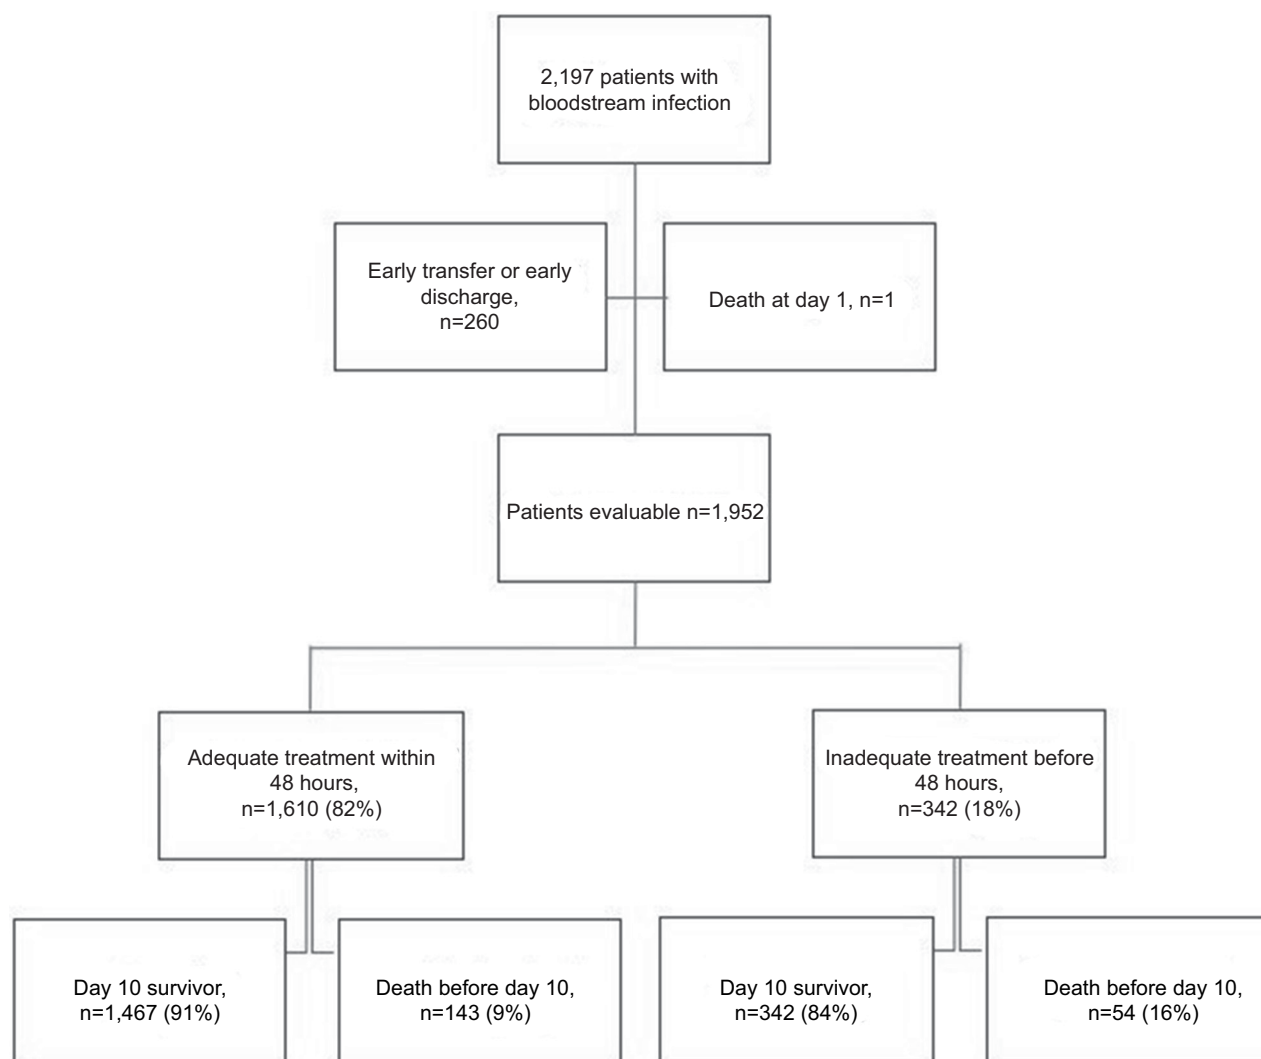 2,197 patients with
bloodstream infection
Early transfer or early
discharge,
n=260
Death at day 1, n=1
Patients evaluable n=1,952
Adequate treatment within
48 hours,
n=1,610 (82%)
Inadequate treatment before
48 hours,
n=342 (18%)
Day 10 survivor,
n=1,467 (91%)
Death before day 10,
n=143 (9%)
Day 10 survivor,
n=342 (84%)
Death before day 10,
n=54 (16%)